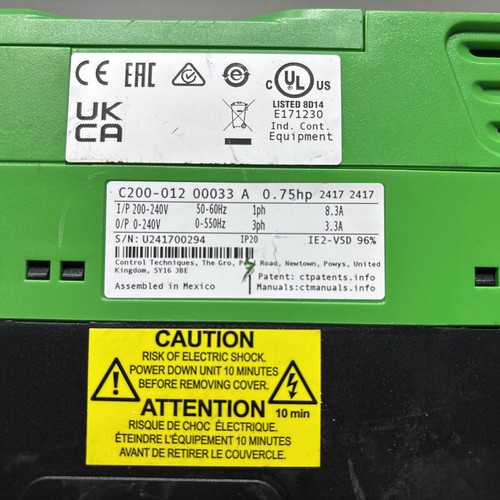 CE EAC c UL US
LISTED 8D14
E171230
UK CA
Ind. Cont.
Equipment
C200-012 00033 A 0.75hp 2417 2417
I/P 200-240V 50-60Hz 1ph 8.3A
O/P 0-240V 0-550Hz 3ph 3.3A
S/N: U241700294 IP20 IE2-VSD 96%
Control Techniques, The Gro, Road, Newtown, Powys, United
Kingdom, SY16 3BE
Patent: ctpatents.info
Assembled in Mexico Manuals:ctmanuals.info
CAUTION
RISK OF ELECTRIC SHOCK.
POWER DOWN UNIT 10 MINUTES
BEFORE REMOVING COVER.
ATTENTION 10 min
RISQUE DE CHOC ÉLECTRIQUE.
ÉTEINDRE L'ÉQUIPEMENT 10 MINUTES
AVANT DE RETIRER LE COUVERCLE.